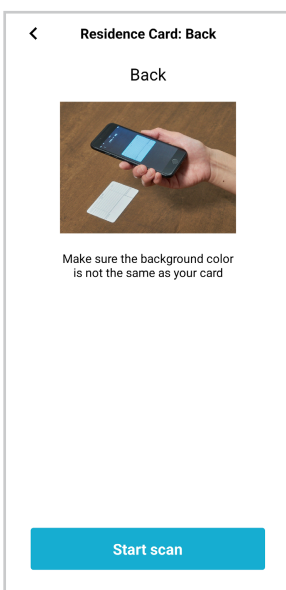 Residence Card: Back
Back
Make sure the background color
is not the same as your card
Start scan